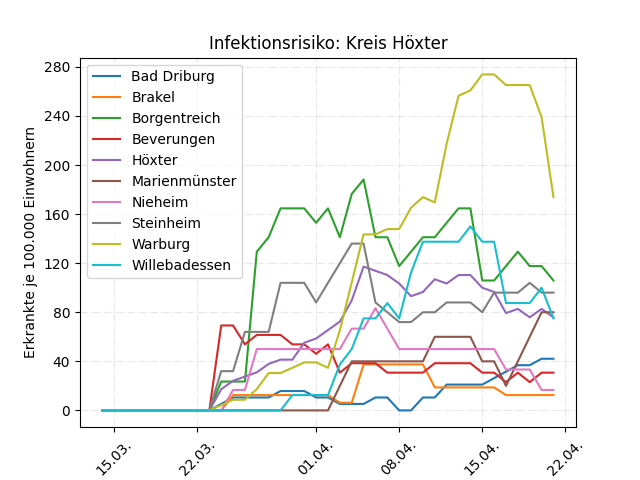 Infektionsrisiko: Kreis Höxter
Erkrankte je 100.000 Einwohnern
280
240
200
160
120
80
40
0
Bad Driburg
Brakel
Borgentreich
Beverungen
Höxter
Marienmünster
Nieheim
Steinheim
Warburg
Willebadessen
15.03.
22.03.
01.04.
08.04.
15.04.
22.04.